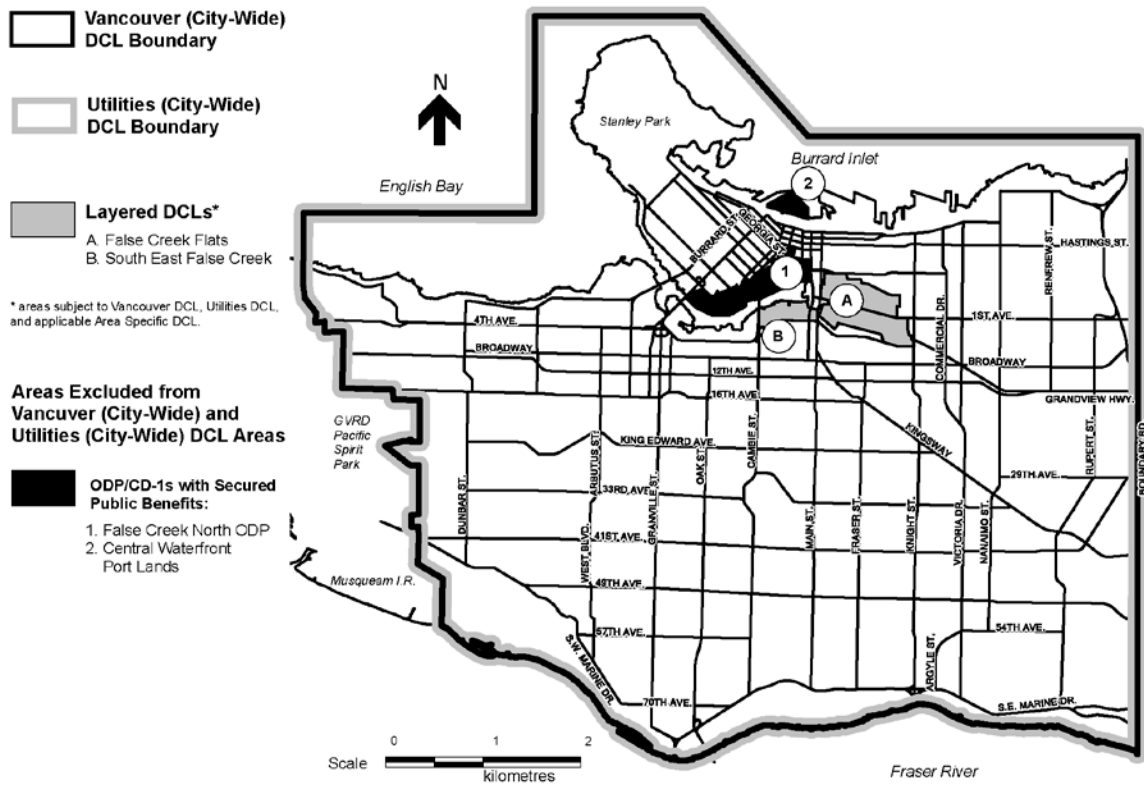 Vancouver (City-Wide)
DCL Boundary
Utilities (City-Wide)
DCL Boundary
Layered DCLs*
A. False Creek Flats
B. South East False Creek
* areas subject to Vancouver DCL, Utilities DCL,
and applicable Area Specific DCL.
Areas Excluded from
Vancuver (City-Wide) and
Utilities (City-Wide) DCL Areas
ODP/CD-1s with Secured
Public Benefits:
1. False Creek North ODP
2. Central Waterfront
Port Lands
N
Stanley Park
English Bay
Burrard Inlet
2
BURRARD ST.
GEORGIA ST.
1
A
B
HASTINGS ST.
RENFREW ST.
COMMERCIAL DR.
4TH AVE.
1ST AVE.
BROADWAY
BROADWAY
12TH AVE.
16TH AVE.
GRANDVIEW HWY.
GVRD
Pacific
Spirit
Park
KING EDWARD AVE.
KINGSWAY
DUNBAR ST.
ARBUTUS ST.
GRANVILLE ST.
OAK ST.
CAMBIE ST.
RUPERT ST.
BOUNDARY RD.
29TH AVE.
33RD AVE.
MAIN ST.
FRASER ST.
KNIGHT ST.
VICTORIA DR.
NANAIMO ST.
41ST AVE.
WEST BLVD.
49TH AVE.
Musqueam I.R.
57TH AVE.
54TH AVE.
S.W. MARINE DR.
ARGYLE ST.
70TH AVE.
S.E. MARINE DR.
Scale
0 1 2
kilometres
Fraser River